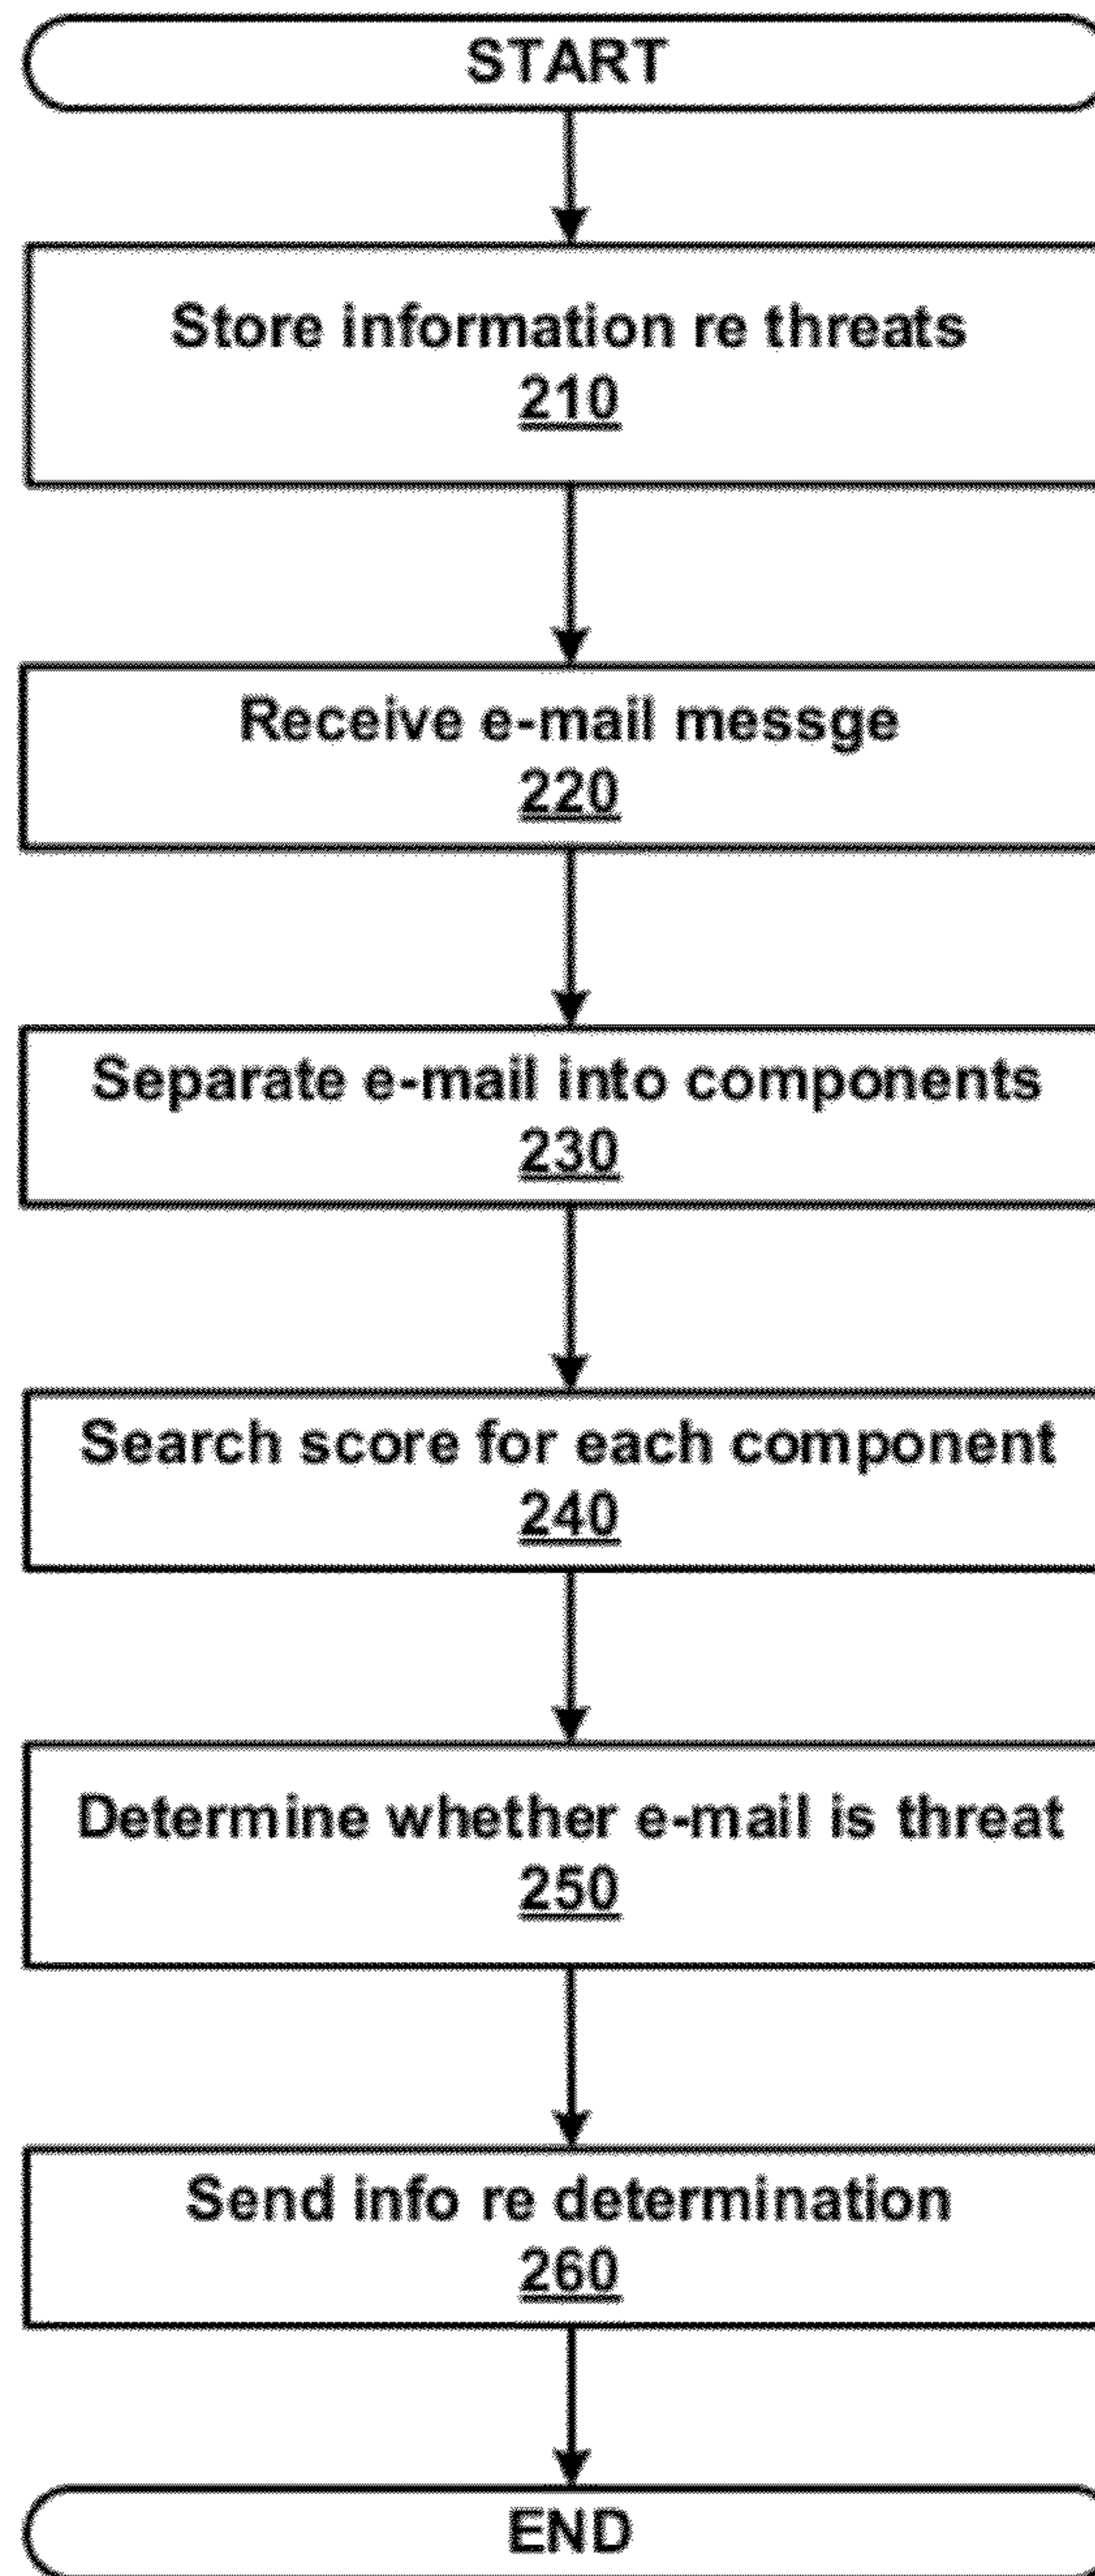 START
Store information re threats
210
Receive e-mail messge
220
Separate e-mail into components
230
Search score for each component
240
Determine whether e-mail is threat
250
Send info re determination
260
END